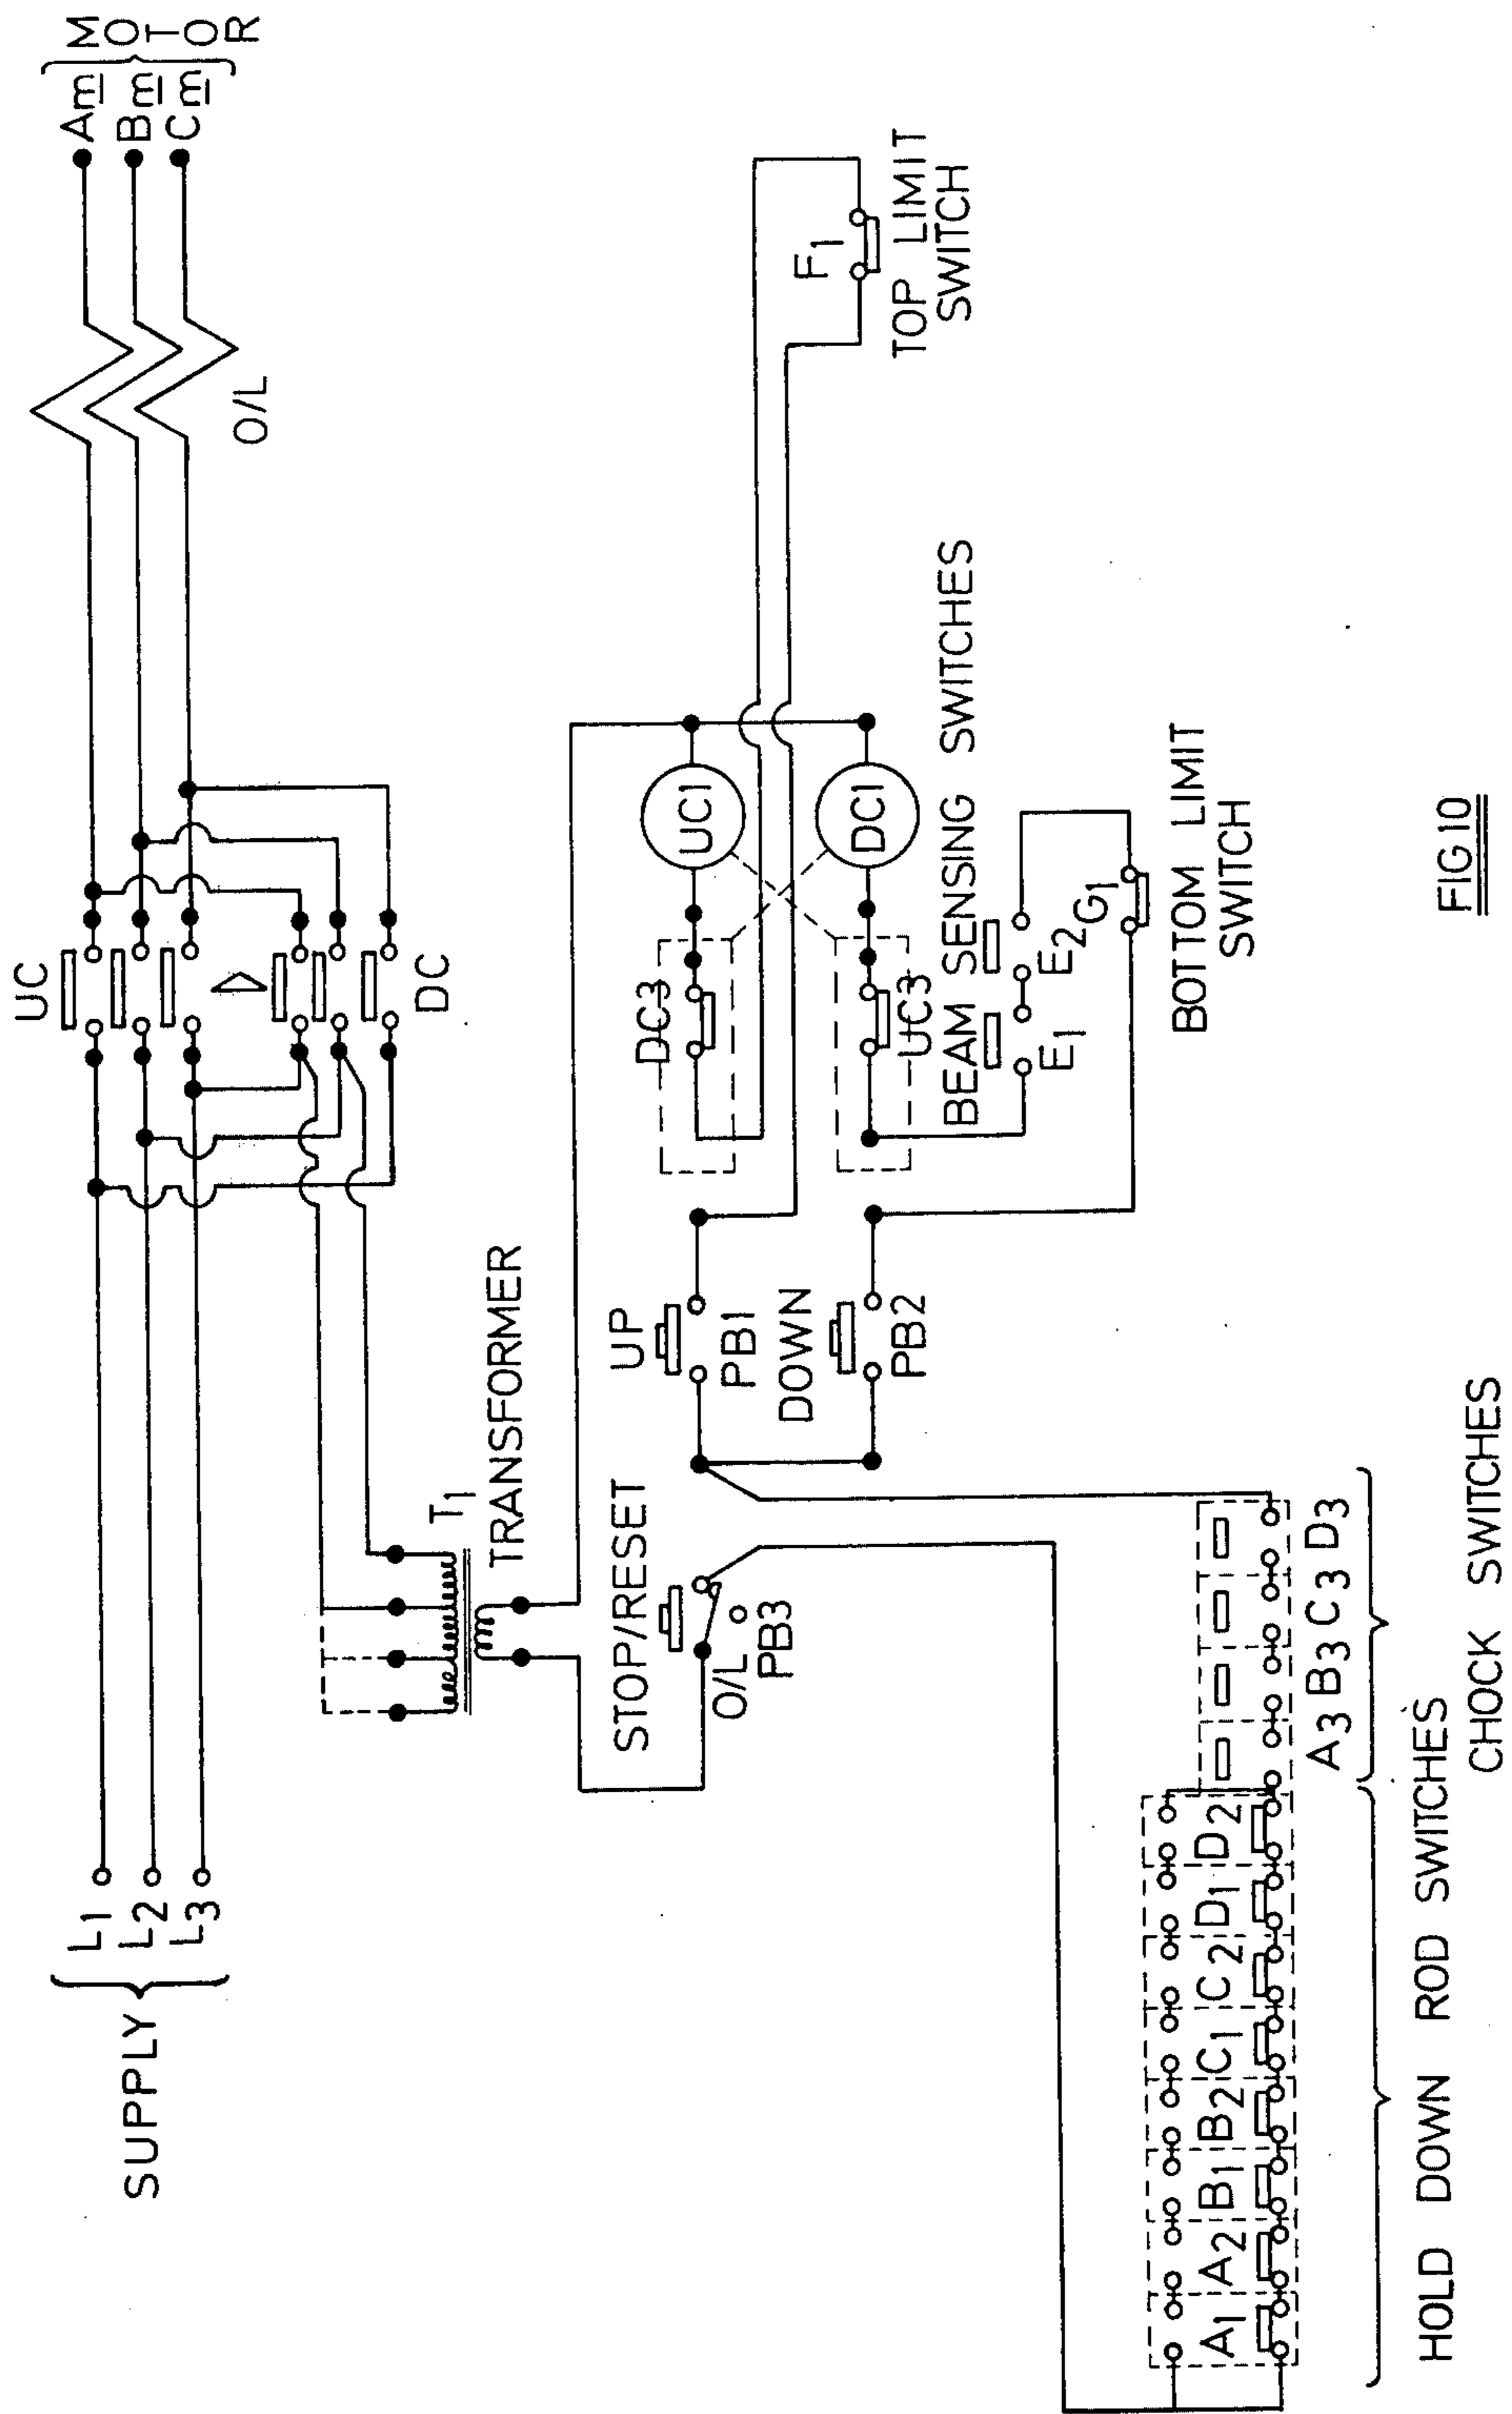 SUPPLY
L1
L2
L3
UC
DC
O/L
Am
Bm
Cm
MOTOR
T1
TRANSFORMER
STOP/RESET
O/L
PB3
UP
PB1
DOWN
PB2
DC3
UC3
UC1
DC1
BEAM SENSING SWITCHES
E1
E2
G1
BOTTOM LIMIT
SWITCH
F1
TOP LIMIT
SWITCH
A1 A2 B1 B2 C1 C2 D1 D2
A3 B3 C3 D3
HOLD DOWN ROD SWITCHES
CHOCK SWITCHES
FIG 10